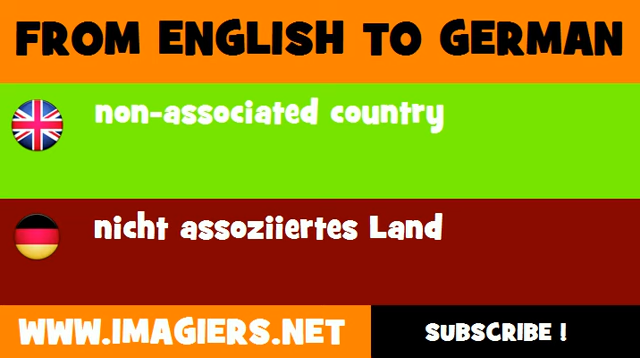 FROM ENGLISH TO GERMAN
non-associated country
nicht assoziiertes Land
WWW.IMAGIERS.NET
SUBSCRIBE !